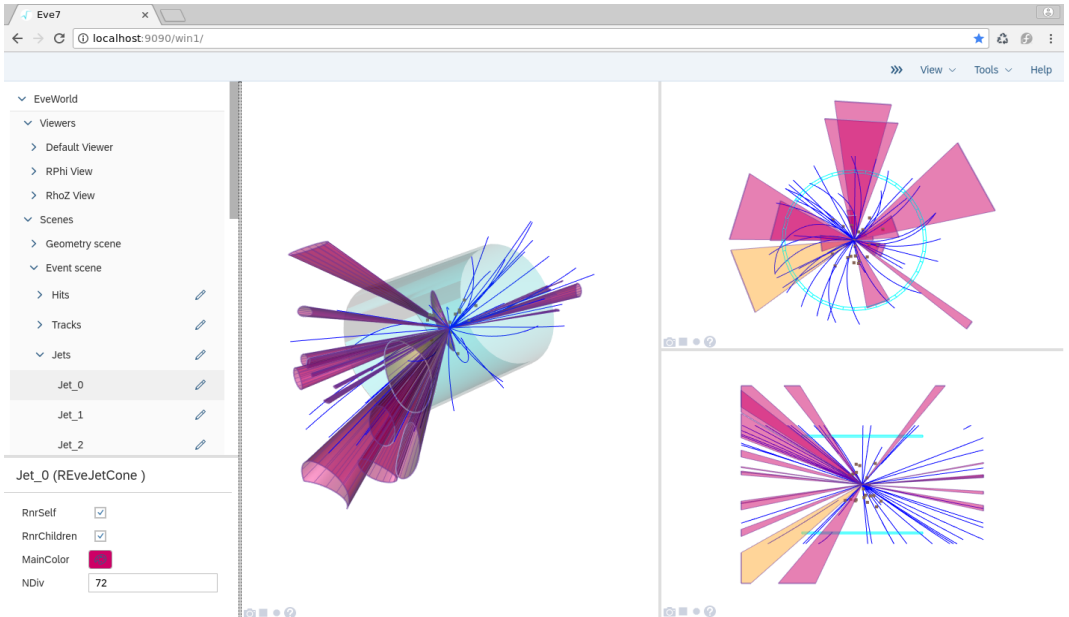 Eve7
localhost:9090/win1/
View Tools Help
EveWorld
Viewers
Default Viewer
RPhi View
RhoZ View
Scenes
Geometry scene
Event scene
Hits
Tracks
Jets
Jet_0
Jet_1
Jet_2
Jet_0 (REveJetCone )
RnrSelf
RnrChildren
MainColor
NDiv 72